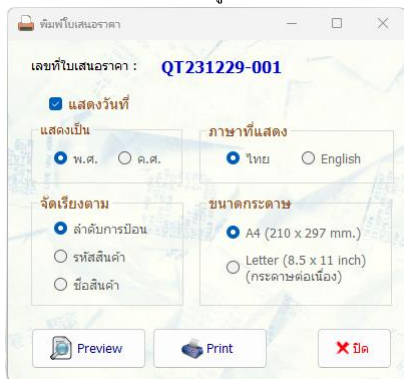 พิมพ์ใบเสนอราคา
เลขที่ใบเสนอราคา : QT231229-001
แสดงวันที่
แสดงเป็น
พ.ศ. ค.ศ.
ภาษาที่แสดง
ไทย English
จัดเรียงตาม
ลำดับการป้อน
รหัสสินค้า
ชื่อสินค้า
ขนาดกระดาษ
A4 (210 x 297 mm.)
Letter (8.5 x 11 inch)
(กระดาษต่อเนื่อง)
Preview Print ปิด